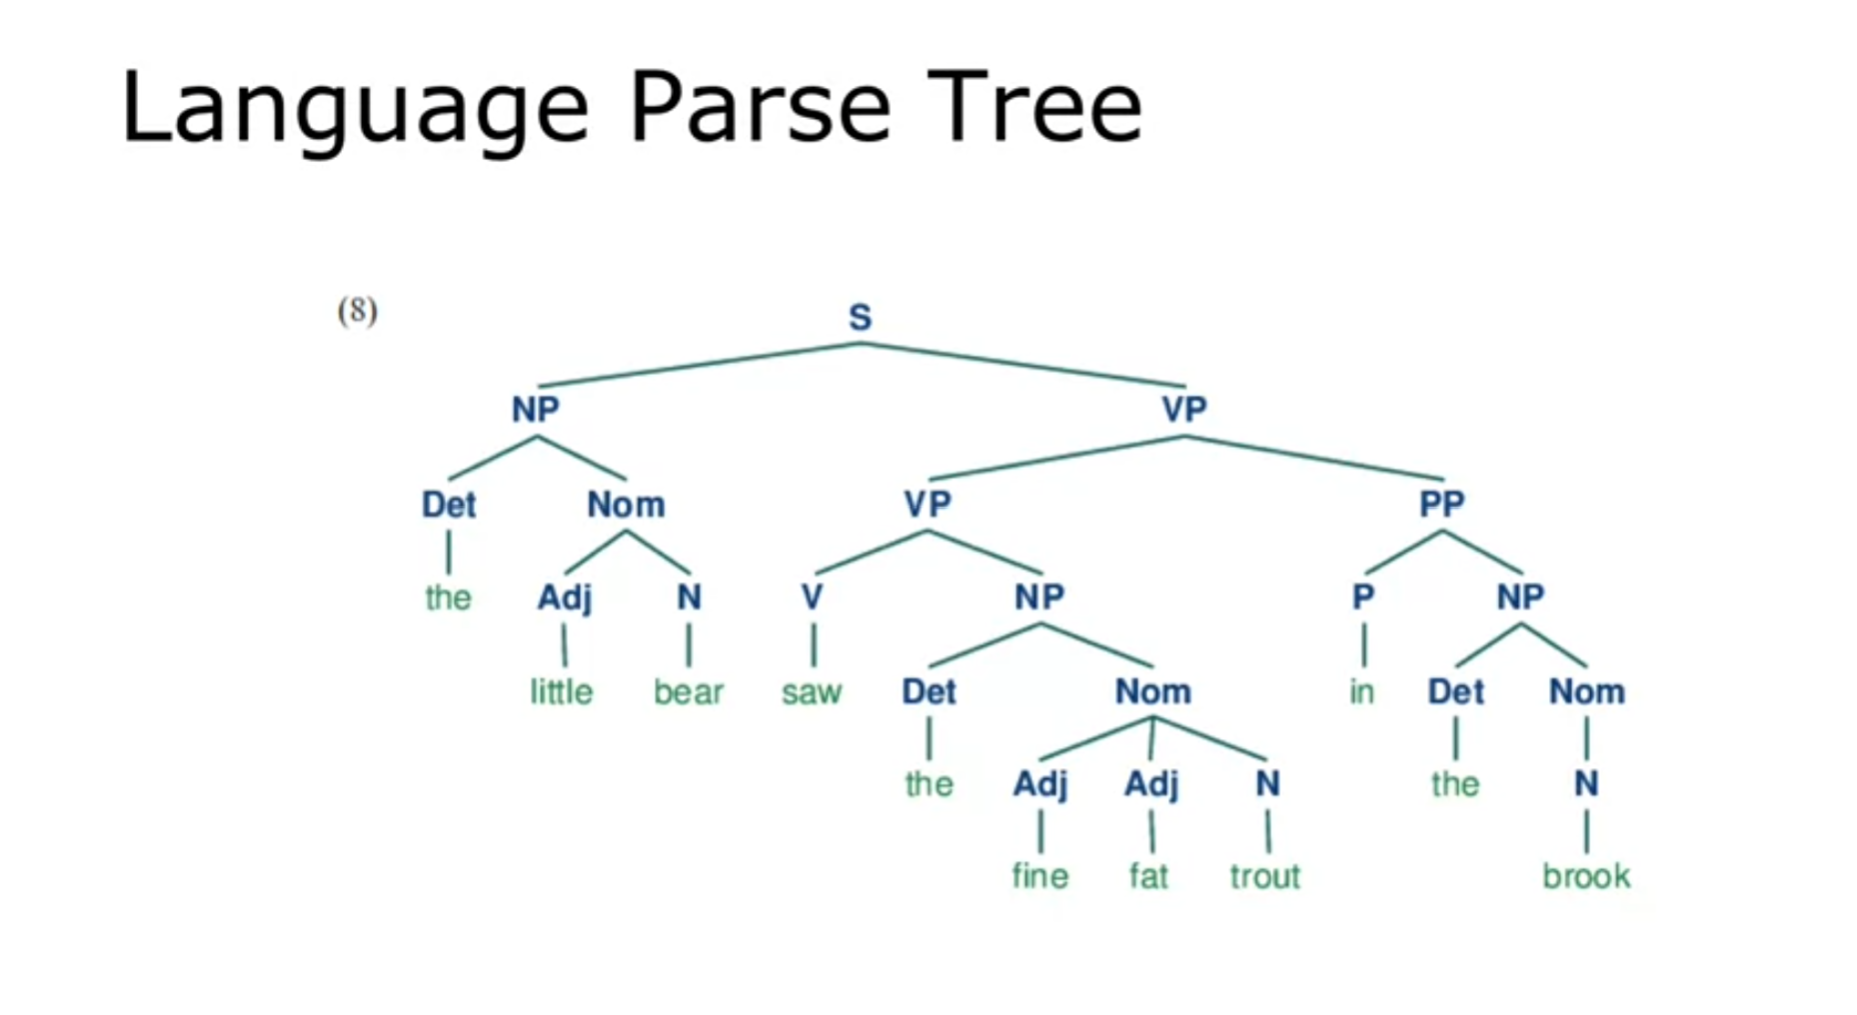 Language Parse Tree
(8)
S
NP VP
Det Nom VP PP
the Adj N V NP P NP
little bear saw Det Nom in Det Nom
the Adj Adj N the N
fine fat trout brook